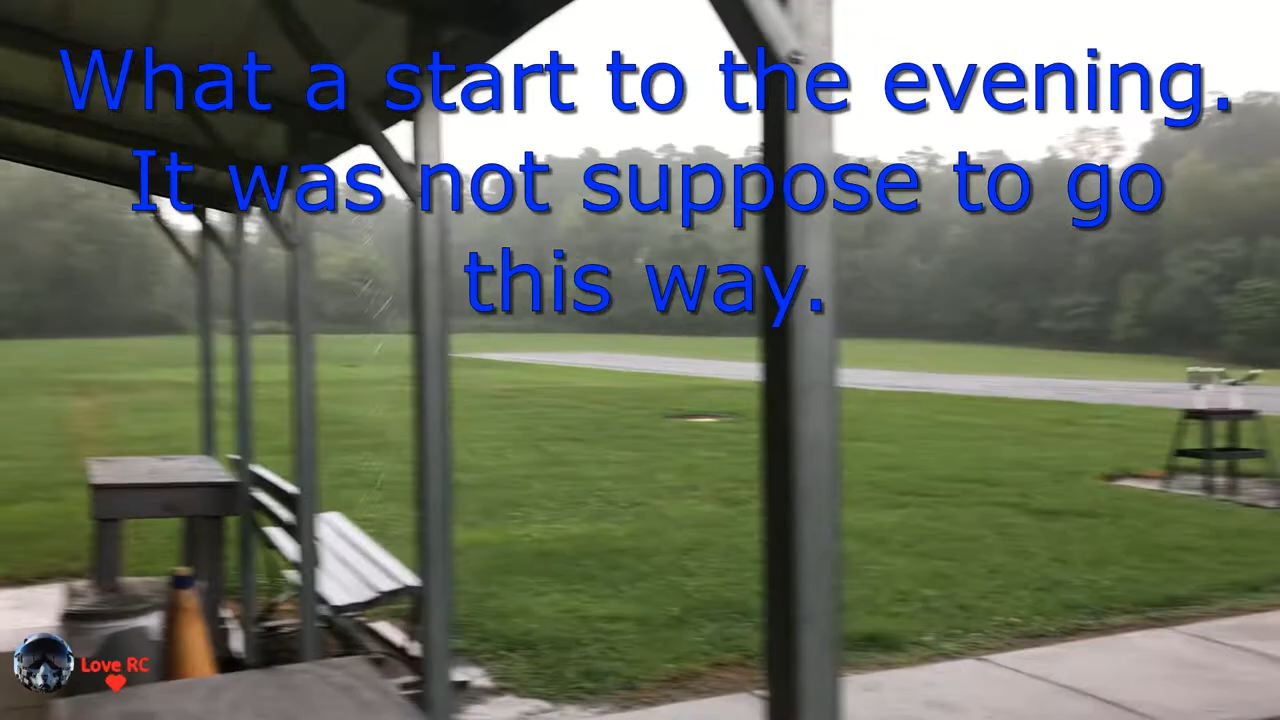 What a start to the evening.
It was not suppose to go
this way.
Love RC